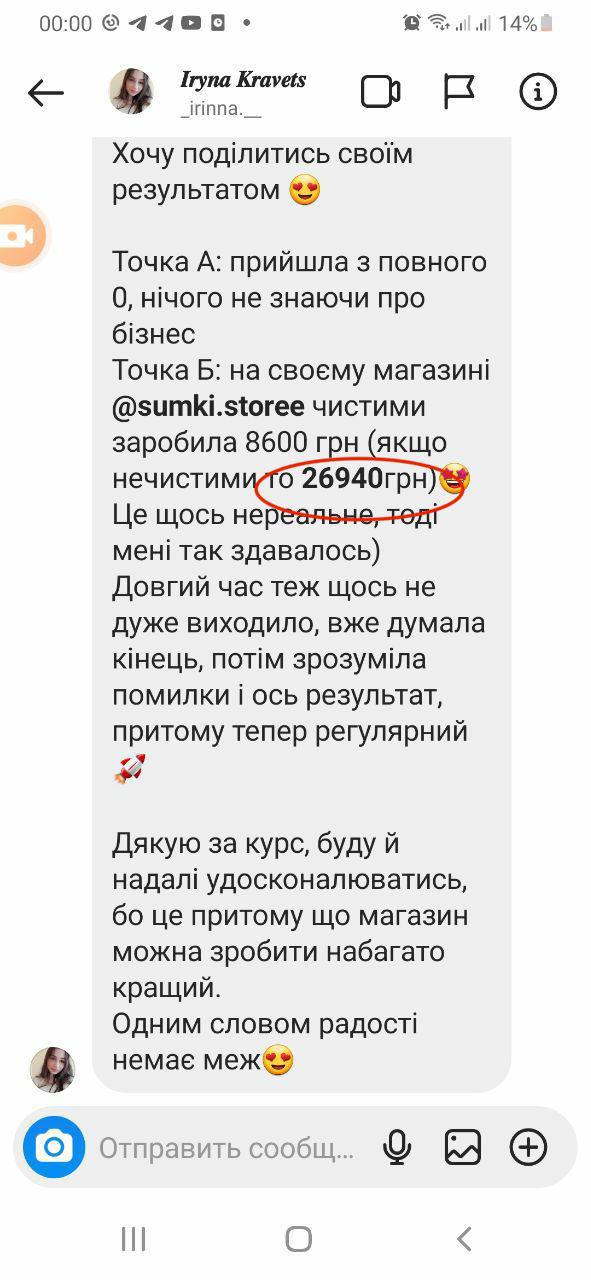 00:00
14%
Iryna Kravets
_irinna.__
Хочу поділитись своїм
результатом 😍
Точка А: прийшла з повного
0, нічого не знаючи про
бізнес
Точка Б: на своєму магазині
@sumki.storee чистими
заробила 8600 грн (якщо
нечистими то 26940грн)🤩
Це щось нереальне, тоді
мені так здавалось)
Довгий час теж щось не
дуже виходило, вже думала
кінець, потім зрозуміла
помилки і ось результат,
притому тепер регулярний
🚀
Дякую за курс, буду й
надалі удосконалюватись,
бо це притому що магазин
можна зробити набагато
кращий.
Одним словом радості
немає меж😍
Отправить сообщ...